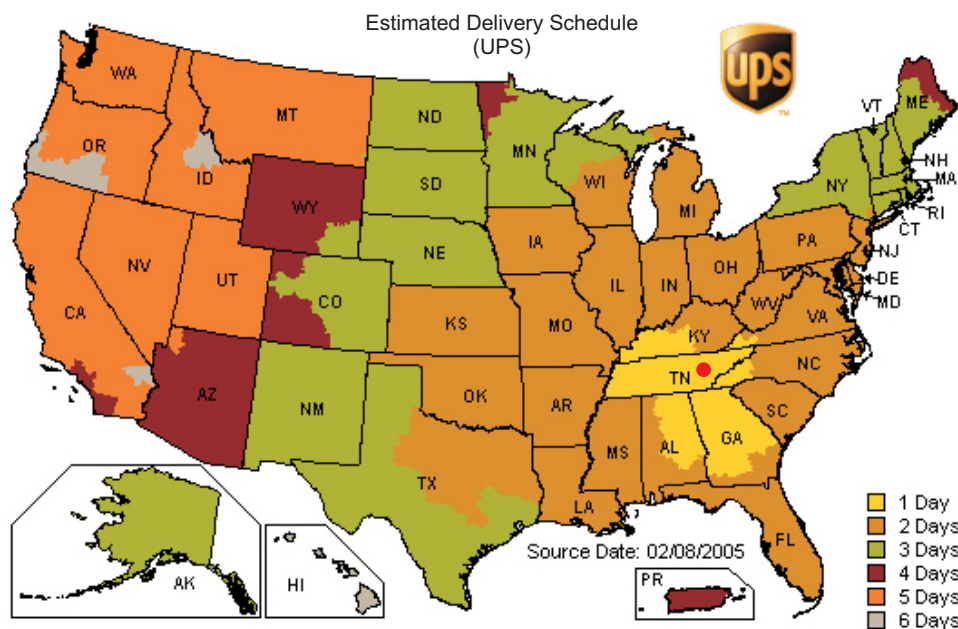 Estimated Delivery Schedule
(UPS)
ups
TM
WA
MT
ND
MN
VT
ME
OR
ID
SD
WI
NY
NH
MA
WY
MI
RI
CT
IA
PA
NE
NJ
NV
UT
CO
IL
IN
OH
DE
MD
CA
KS
MO
WV
VA
KY
TN
NC
AZ
NM
OK
AR
SC
MS
AL
GA
TX
LA
FL
AK
HI
Source Date: 02/08/2005
PR
1 Day
2 Days
3 Days
4 Days
5 Days
6 Days